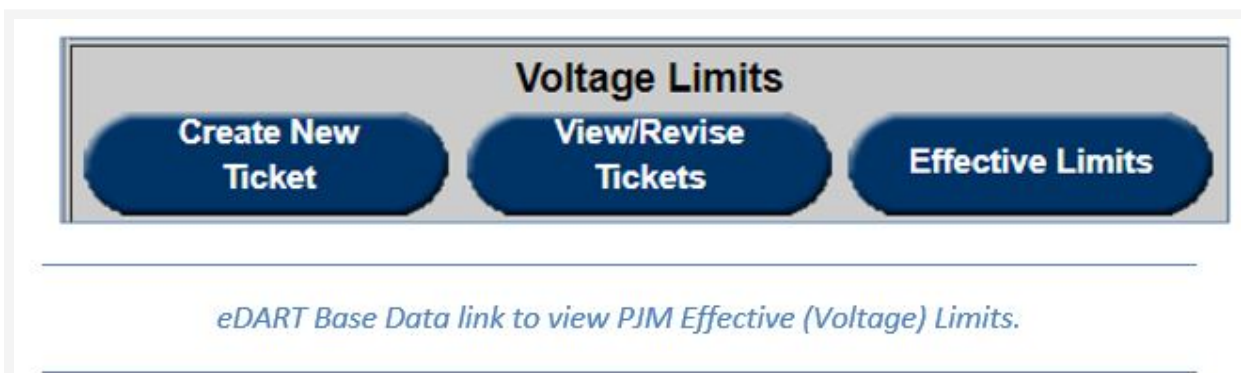 Voltage Limits
Create New
Ticket
View/Revise
Tickets
Effective Limits
eDART Base Data link to view PJM Effective (Voltage) Limits.